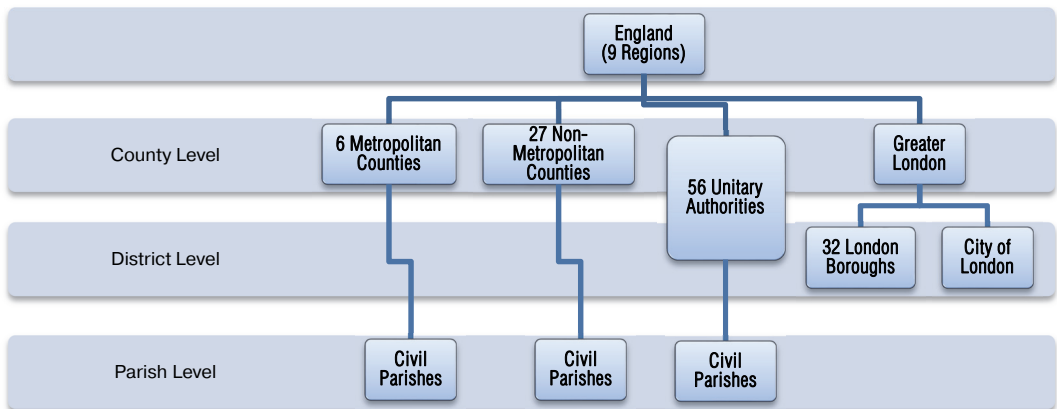 England
(9 Regions)
County Level
6 Metropolitan
Counties
27 Non-
Metropolitan
Counties
56 Unitary
Authorities
Greater
London
District Level
32 London
Boroughs
City of
London
Parish Level
Civil
Parishes
Civil
Parishes
Civil
Parishes